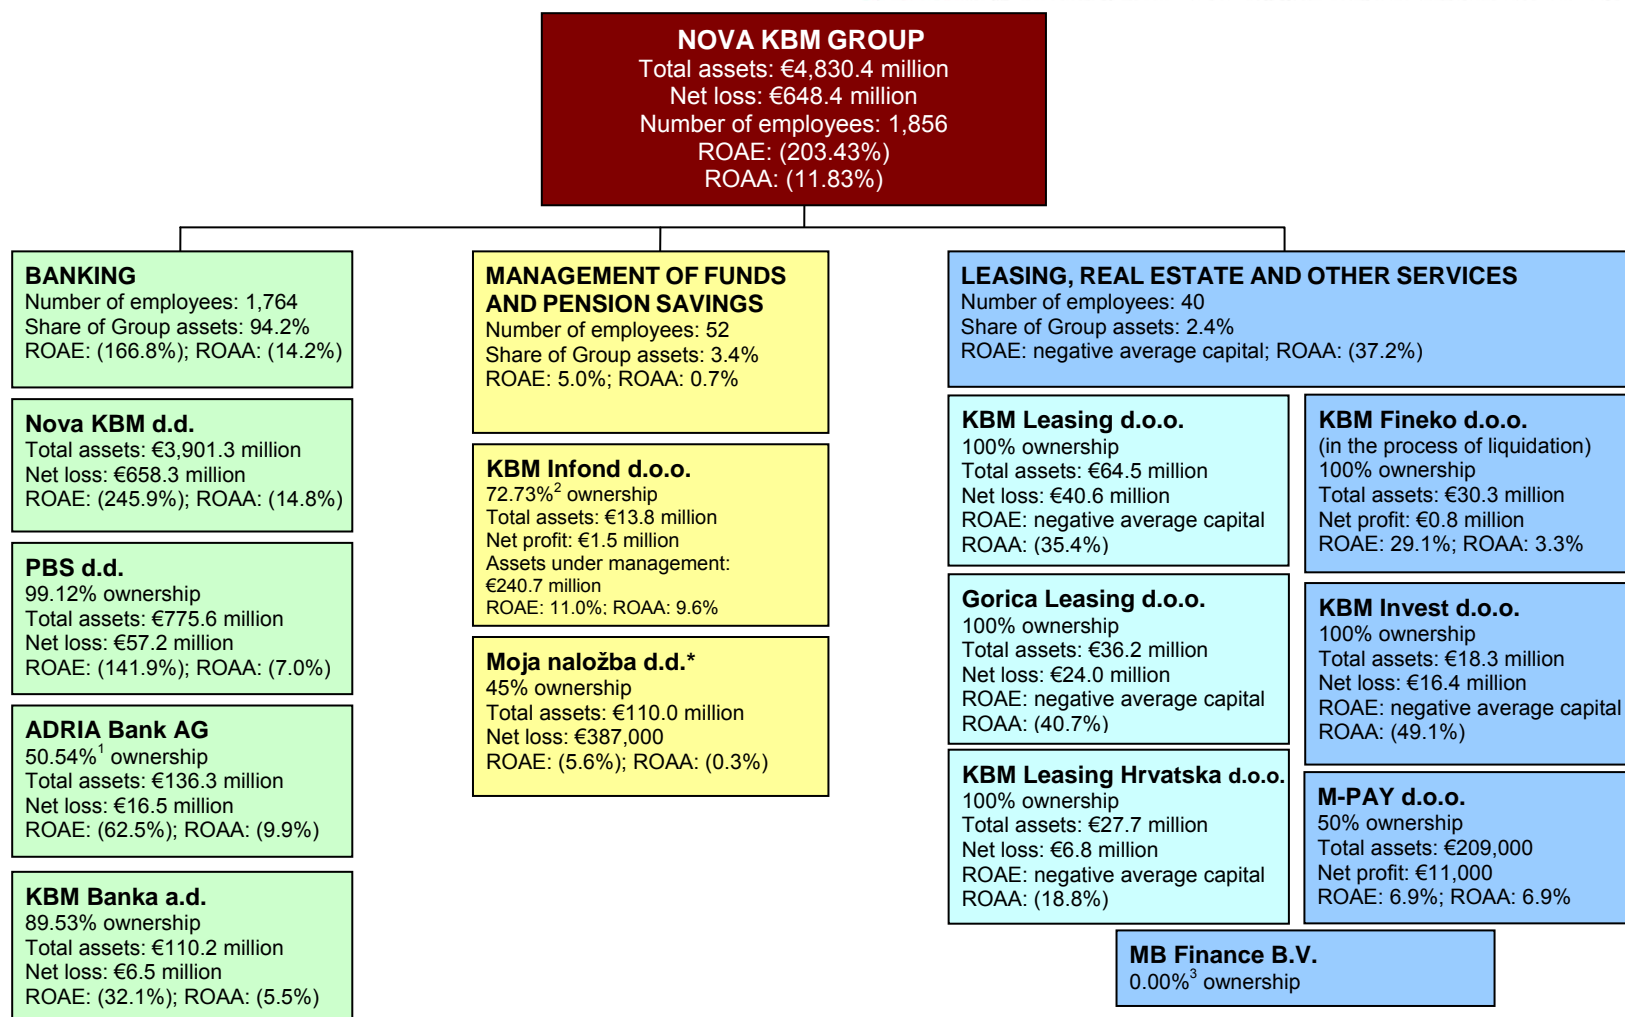 NOVA KBM GROUP
Total assets: €4,830.4 million
Net loss: €648.4 million
Number of employees: 1,856
ROAE: (203.43%)
ROAA: (11.83%)
BANKING
Number of employees: 1,764
Share of Group assets: 94.2%
ROAE: (166.8%); ROAA: (14.2%)
Nova KBM d.d.
Total assets: €3,901.3 million
Net loss: €658.3 million
ROAE: (245.9%); ROAA: (14.8%)
PBS d.d.
99.12% ownership
Total assets: €775.6 million
Net loss: €57.2 million
ROAE: (141.9%); ROAA: (7.0%)
ADRIA Bank AG
50.54%¹ ownership
Total assets: €136.3 million
Net loss: €16.5 million
ROAE: (62.5%); ROAA: (9.9%)
KBM Banka a.d.
89.53% ownership
Total assets: €110.2 million
Net loss: €6.5 million
ROAE: (32.1%); ROAA: (5.5%)
MANAGEMENT OF FUNDS
AND PENSION SAVINGS
Number of employees: 52
Share of Group assets: 3.4%
ROAE: 5.0%; ROAA: 0.7%
KBM Infond d.o.o.
72.73%² ownership
Total assets: €13.8 million
Net profit: €1.5 million
Assets under management:
€240.7 million
ROAE: 11.0%; ROAA: 9.6%
Moja naložba d.d.*
45% ownership
Total assets: €110.0 million
Net loss: €387,000
ROAE: (5.6%); ROAA: (0.3%)
LEASING, REAL ESTATE AND OTHER SERVICES
Number of employees: 40
Share of Group assets: 2.4%
ROAE: negative average capital; ROAA: (37.2%)
KBM Leasing d.o.o.
100% ownership
Total assets: €64.5 million
Net loss: €40.6 million
ROAE: negative average capital
ROAA: (35.4%)
Gorica Leasing d.o.o.
100% ownership
Total assets: €36.2 million
Net loss: €24.0 million
ROAE: negative average capital
ROAA: (40.7%)
KBM Leasing Hrvatska d.o.o.
100% ownership
Total assets: €27.7 million
Net loss: €6.8 million
ROAE: negative average capital
ROAA: (18.8%)
KBM Fineko d.o.o.
(in the process of liquidation)
100% ownership
Total assets: €30.3 million
Net profit: €0.8 million
ROAE: 29.1%; ROAA: 3.3%
KBM Invest d.o.o.
100% ownership
Total assets: €18.3 million
Net loss: €16.4 million
ROAE: negative average capital
ROAA: (49.1%)
M-PAY d.o.o.
50% ownership
Total assets: €209,000
Net profit: €11,000
ROAE: 6.9%; ROAA: 6.9%
MB Finance B.V.
0.00%³ ownership